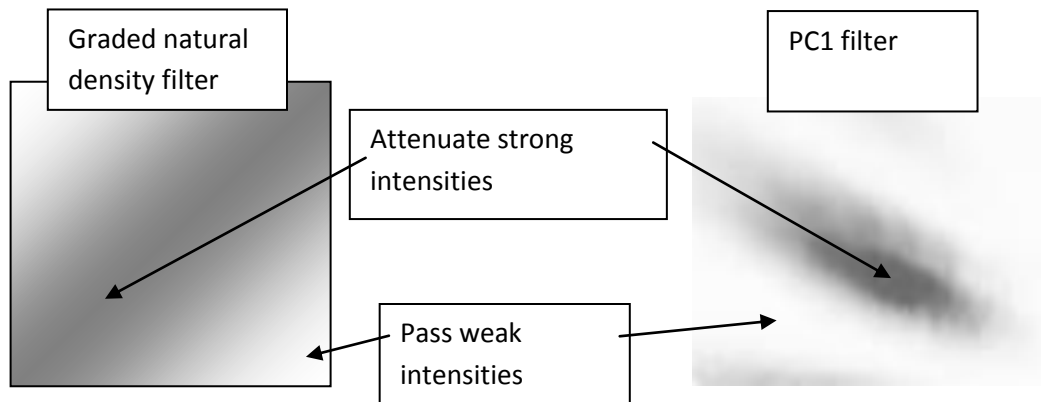 Graded natural
density filter
PC1 filter
Attenuate strong
intensities
Pass weak
intensities